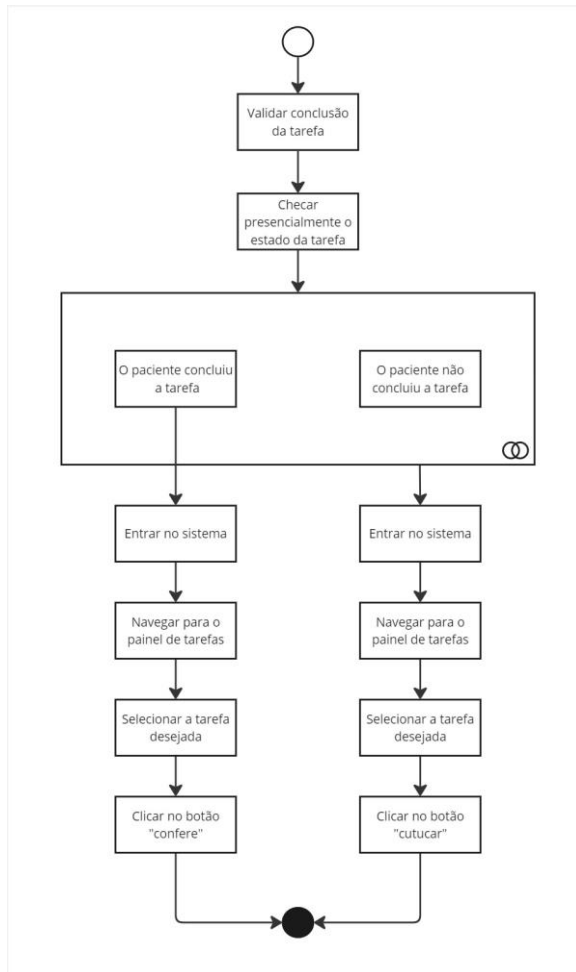 Validar conclusão
da tarefa
Checar
presencialmente o
estado da tarefa
O paciente concluiu
a tarefa
O paciente não
concluiu a tarefa
Entrar no sistema
Entrar no sistema
Navegar para o
painel de tarefas
Navegar para o
painel de tarefas
Selecionar a tarefa
desejada
Selecionar a tarefa
desejada
Clicar no botão
"confere"
Clicar no botão
"cutucar"